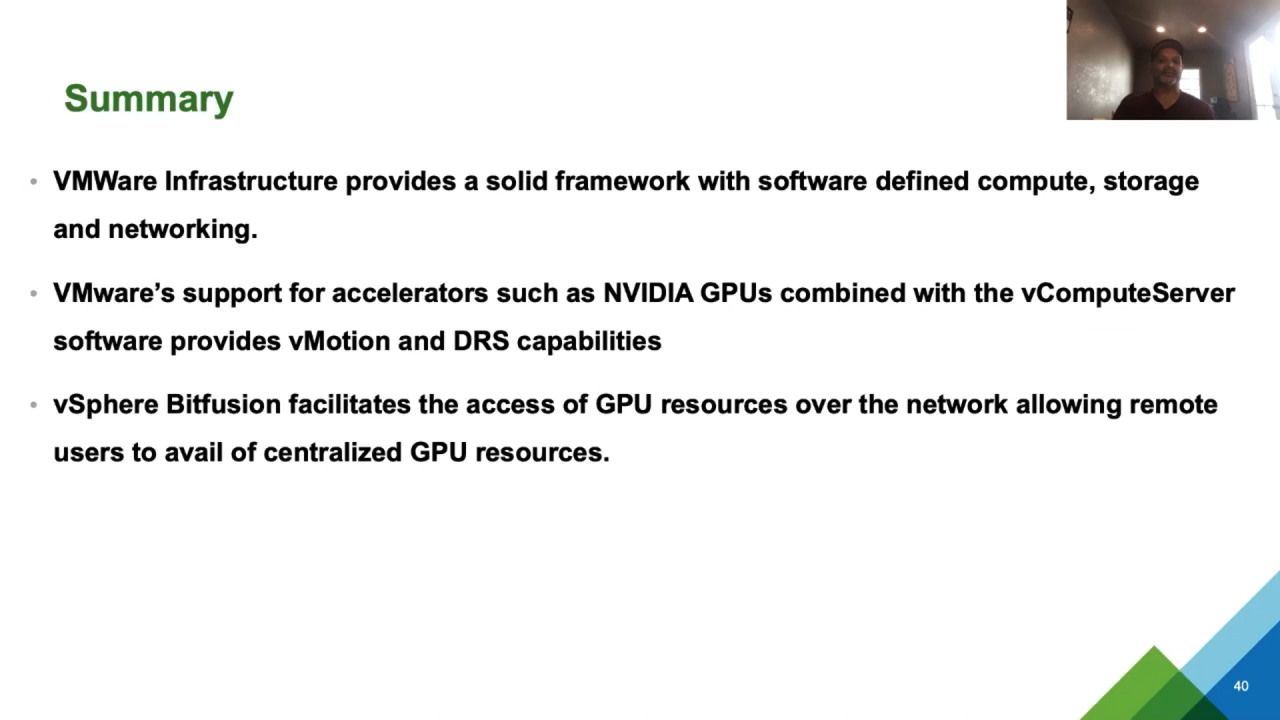 Summary
• VMWare Infrastructure provides a solid framework with software defined compute, storage
and networking.
• VMware’s support for accelerators such as NVIDIA GPUs combined with the vComputeServer
software provides vMotion and DRS capabilities
• vSphere Bitfusion facilitates the access of GPU resources over the network allowing remote
users to avail of centralized GPU resources.
40